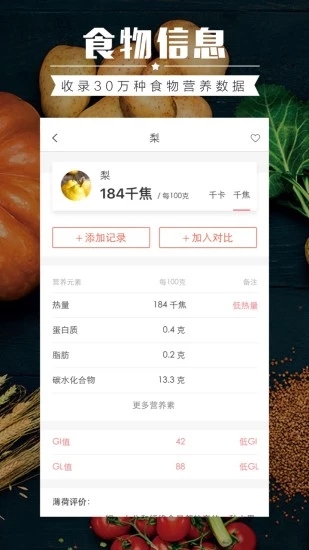 食物信息
收录30万种食物营养数据
梨
梨
184千焦 / 每100克
千卡 千焦
+添加记录 +加入对比
营养元素 每100克 备注
热量 184 千焦 低热量
蛋白质 0.4 克
脂肪 0.2 克
碳水化合物 13.3 克
更多营养素
GI值 42 低GI
GL值 88 低GL
薄荷评价: